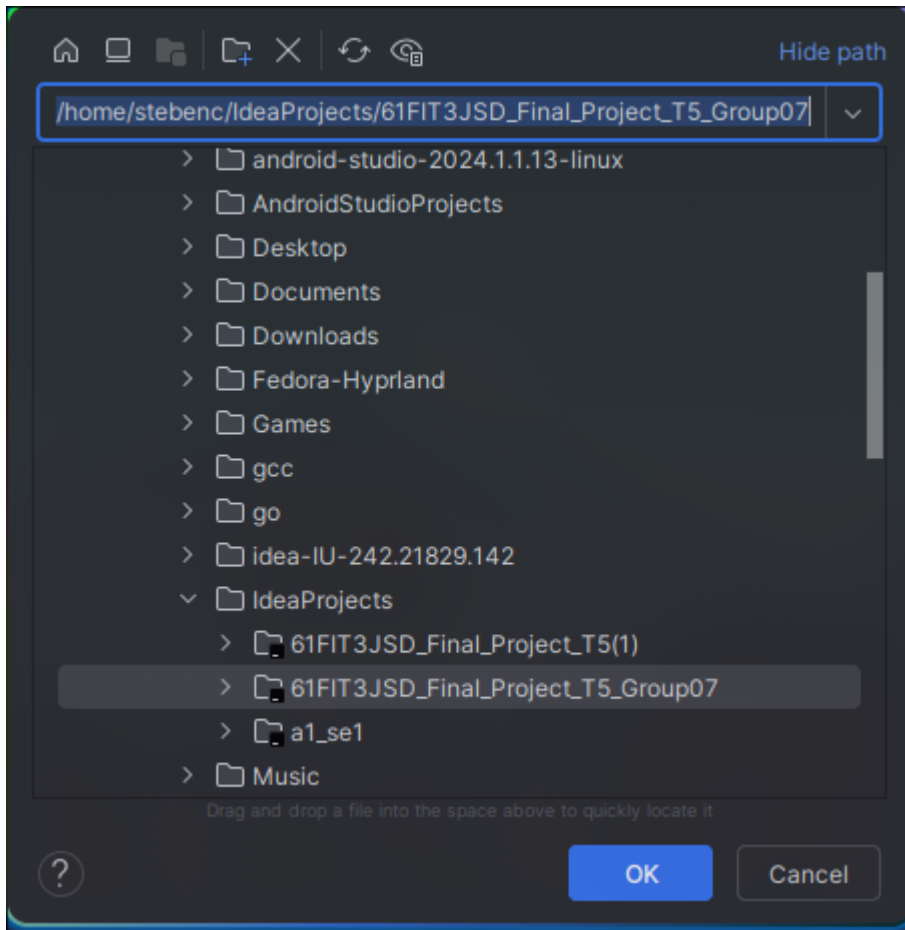 Hide path
/home/stebenc/IdeaProjects/61FIT3JSD_Final_Project_T5_Group07
android-studio-2024.1.1.13-linux
AndroidStudioProjects
Desktop
Documents
Downloads
Fedora-Hyprland
Games
gcc
go
idea-IU-242.21829.142
IdeaProjects
61FIT3JSD_Final_Project_T5(1)
61FIT3JSD_Final_Project_T5_Group07
a1_se1
Music
Drag and drop a file into the space above to quickly locate it
?
OK
Cancel